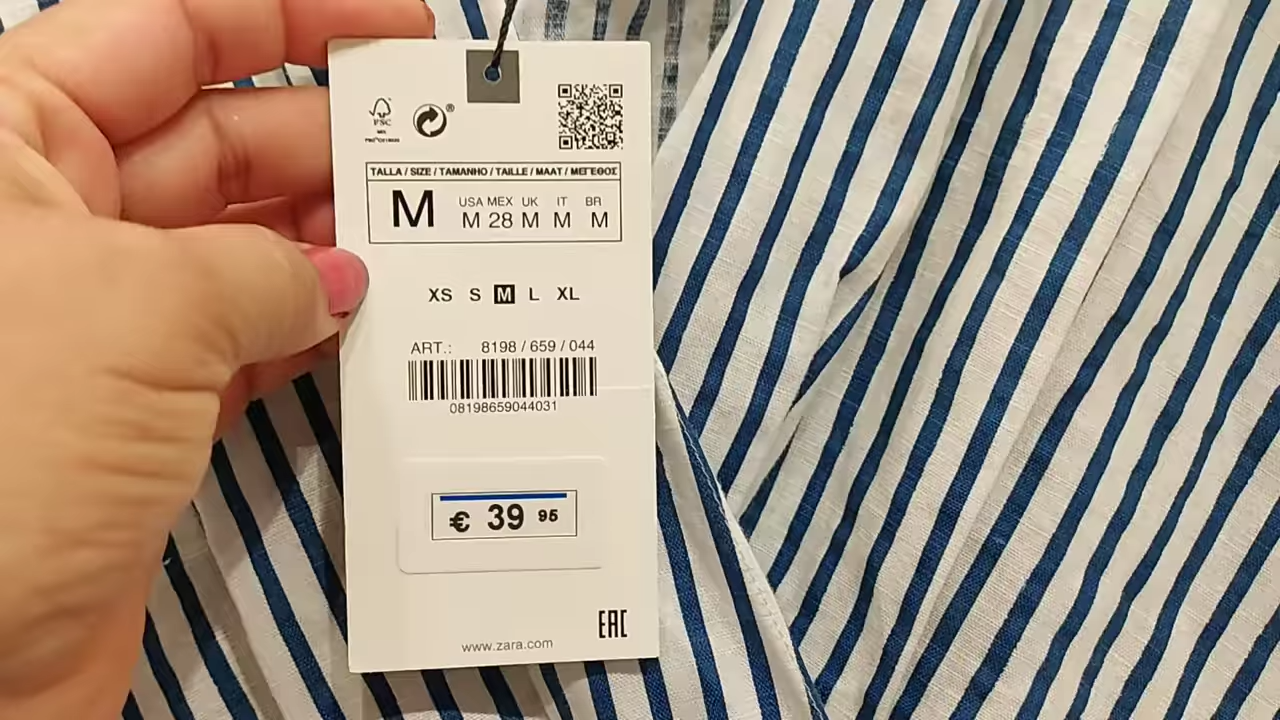 FSC
MIX
®
TALLA / SIZE / TAMANHO / TAILLE / MAAT / ΜΕΓΕΘΟΣ
M
USA MEX UK IT BR
M 28 M M M
XS S M L XL
ART.: 8198 / 659 / 044
08198659044031
€ 39 95
EAC
www.zara.com